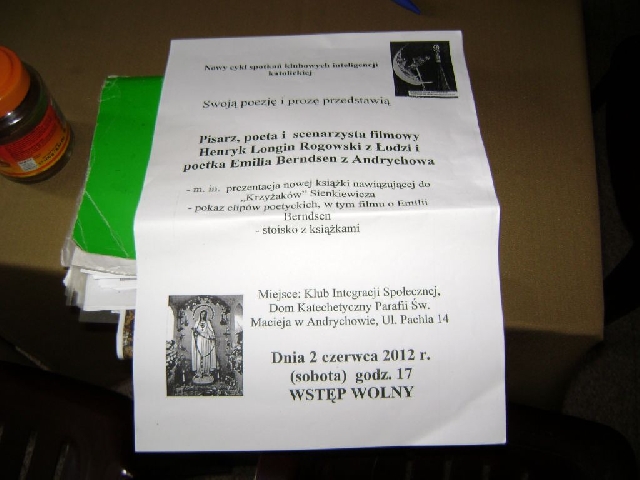 Nowy cykl spotkań klubowych inteligencji
katolickiej
Swoją poezję i prozę przedstawią
Pisarz, poeta i scenarzysta filmowy
Henryk Longin Rogowski z Łodzi i
poetka Emilia Berndsen z Andrychowa
- m. in. prezentacja nowej książki nawiązującej do
„Krzyżaków” Sienkiewicza
- pokaz clipów poetyckich, w tym filmu o Emilii
Berndsen
- stoisko z książkami
Miejsce: Klub Integracji Społecznej,
Dom Katechetyczny Parafii Św.
Macieja w Andrychowie, Ul. Pachla 14
Dnia 2 czerwca 2012 r.
(sobota) godz. 17
WSTĘP WOLNY